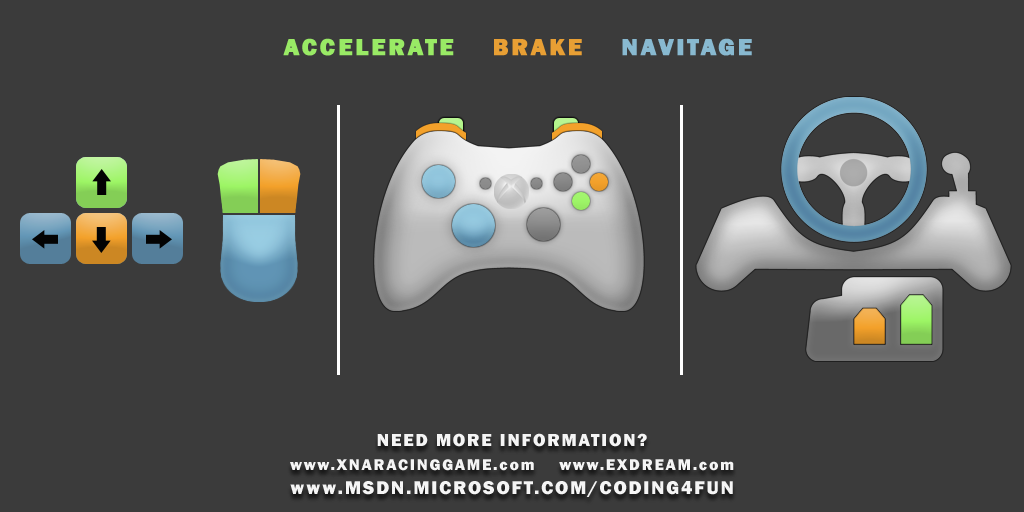 ACCELERATE BRAKE NAVITAGE
NEED MORE INFORMATION?
www.XNARACINGGAME.com www.EXDREAM.com
www.MSDN.MICROSOFT.COM/CODING4FUN